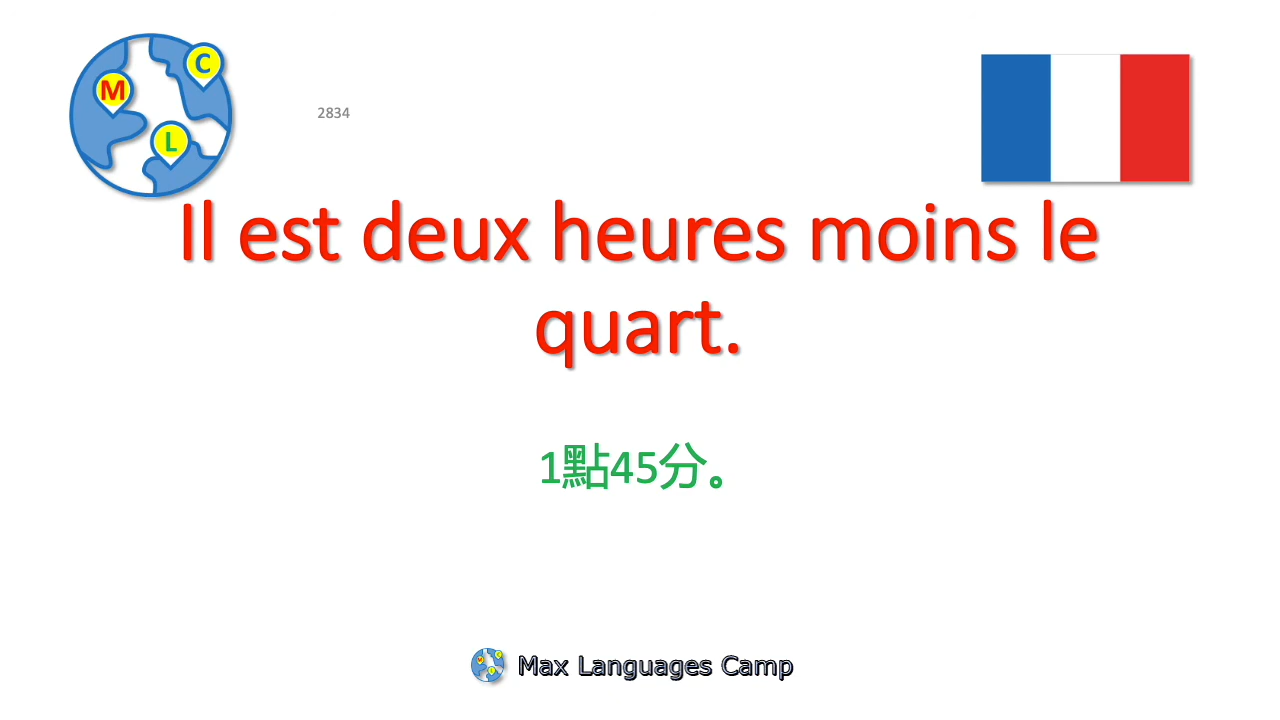 C
M
L
2834
Il est deux heures moins le
quart.
1點45分。
Max Languages Camp